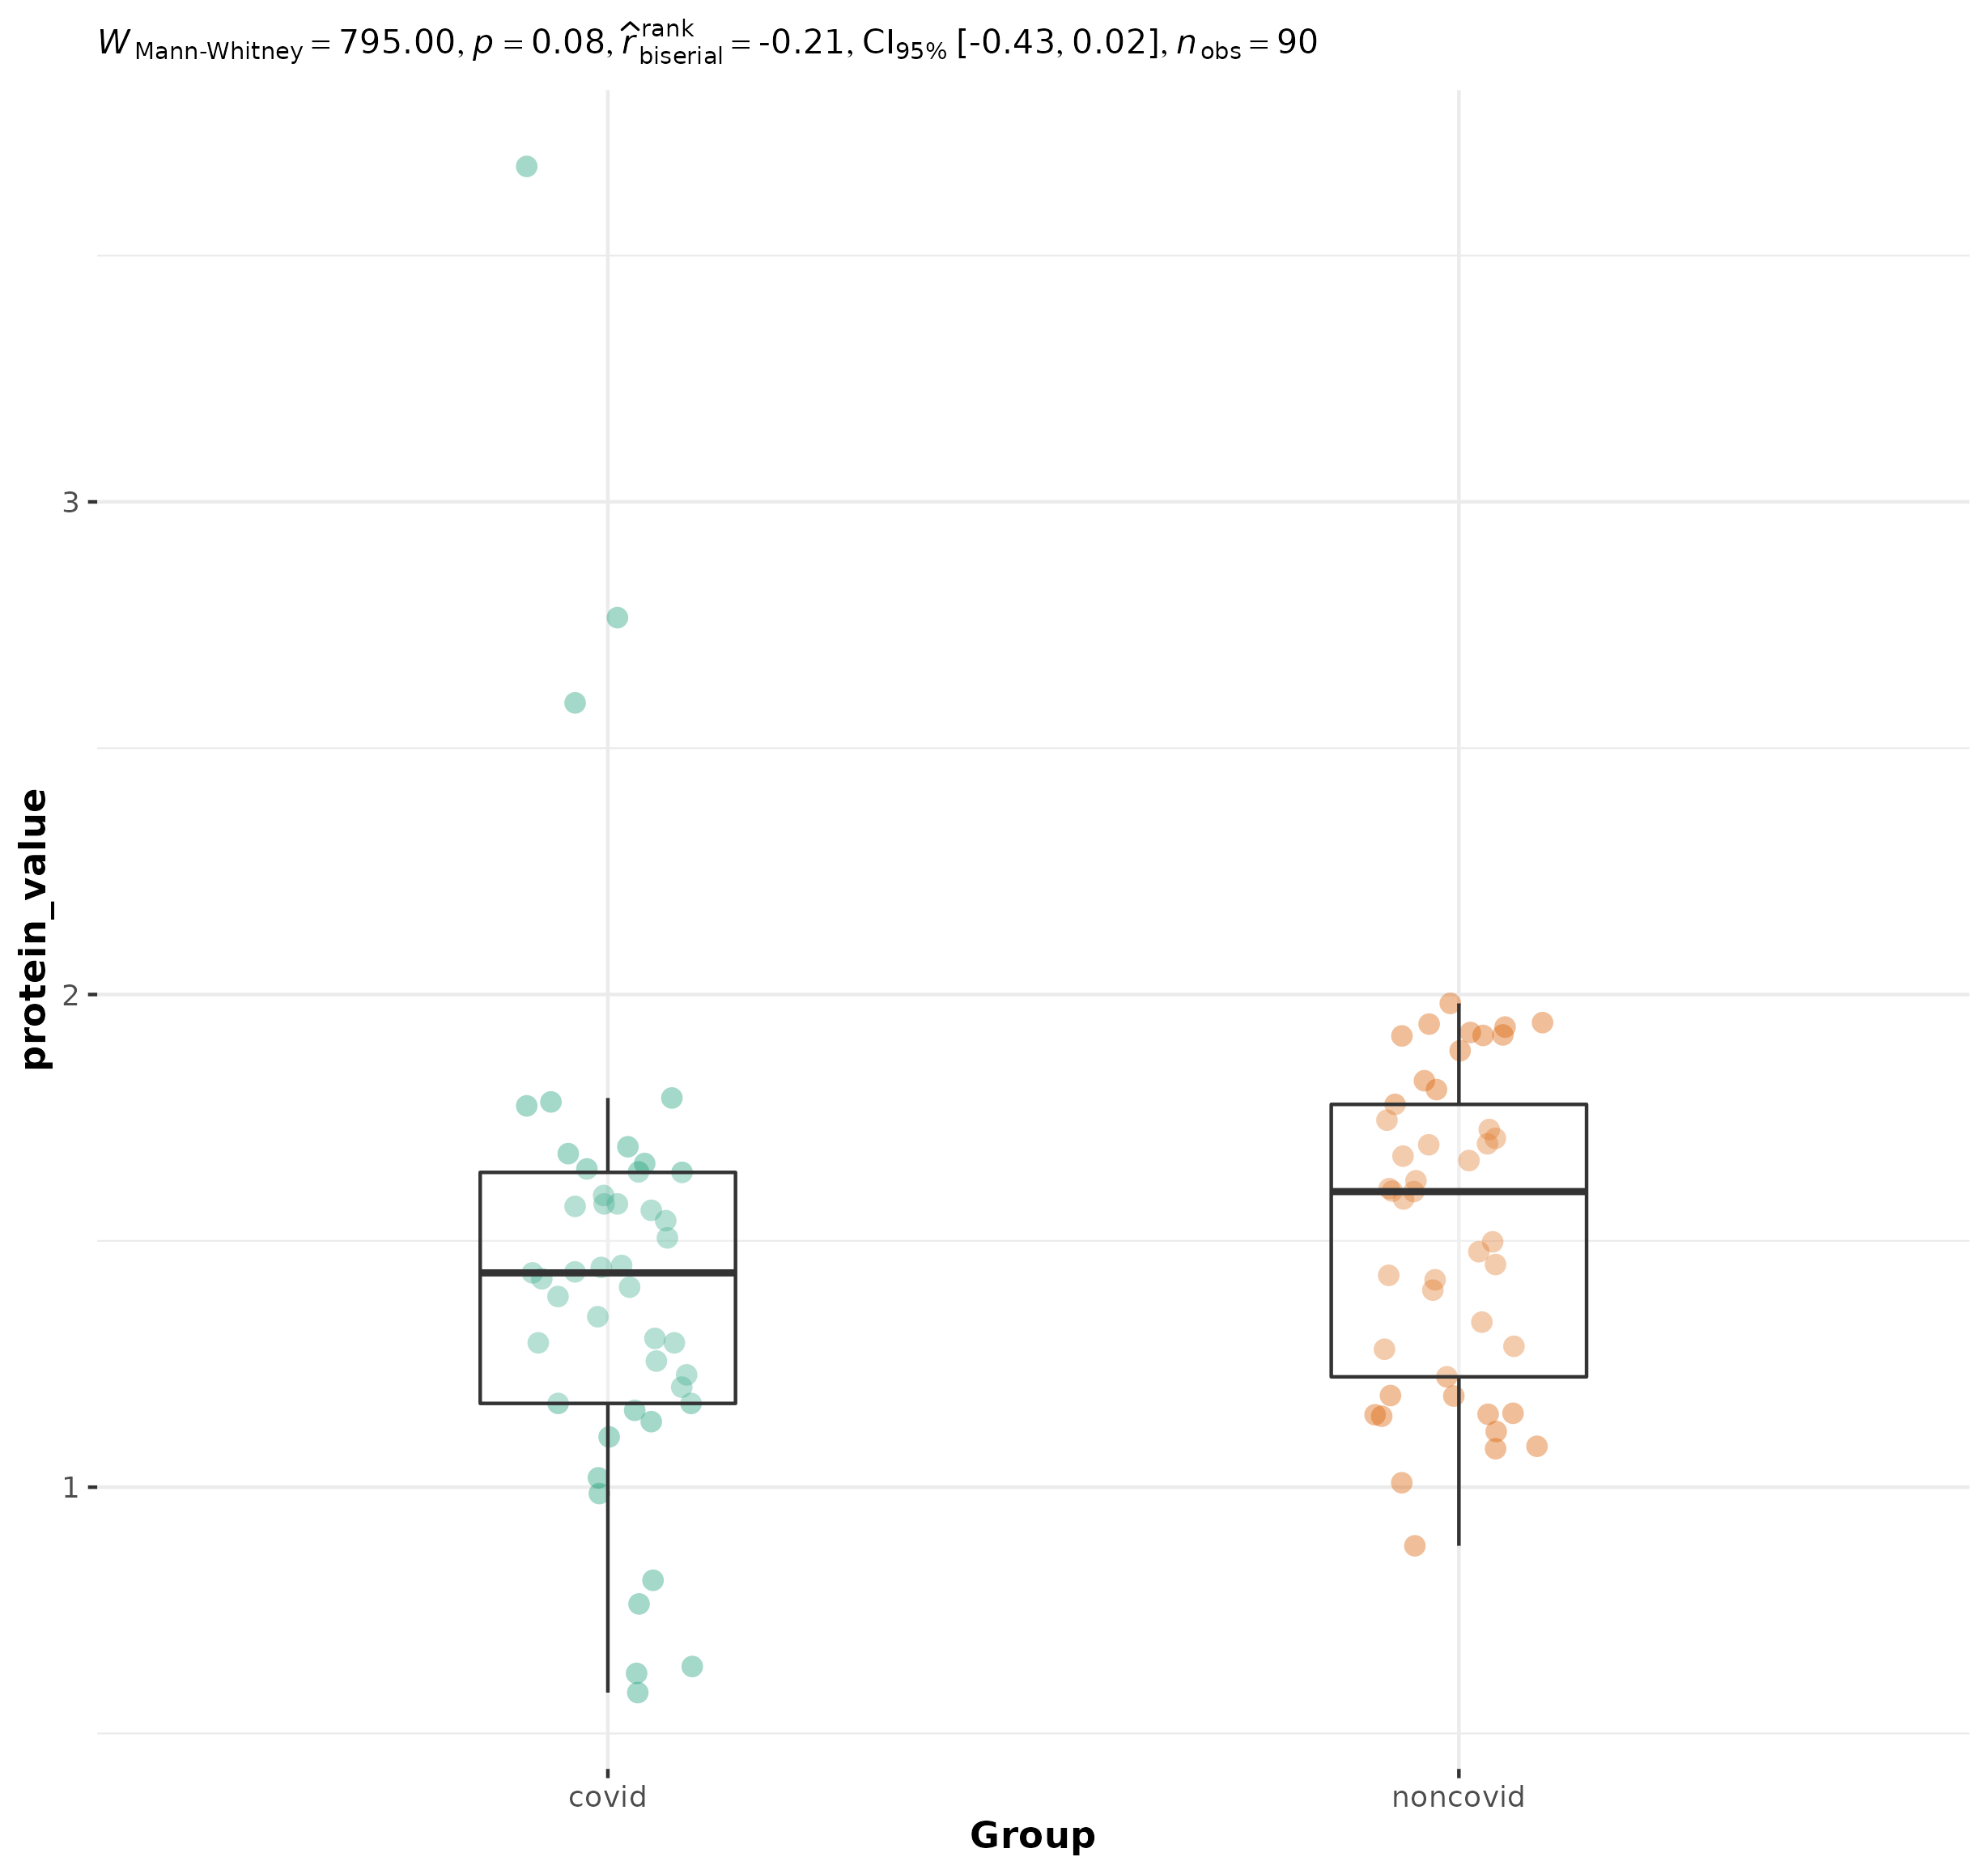 W Mann-Whitney = 795.00, p = 0.08, r̂ rank biserial = -0.21, CI95% [-0.43, 0.02], n obs = 90
protein_value
3
2
1
covid noncovid
Group